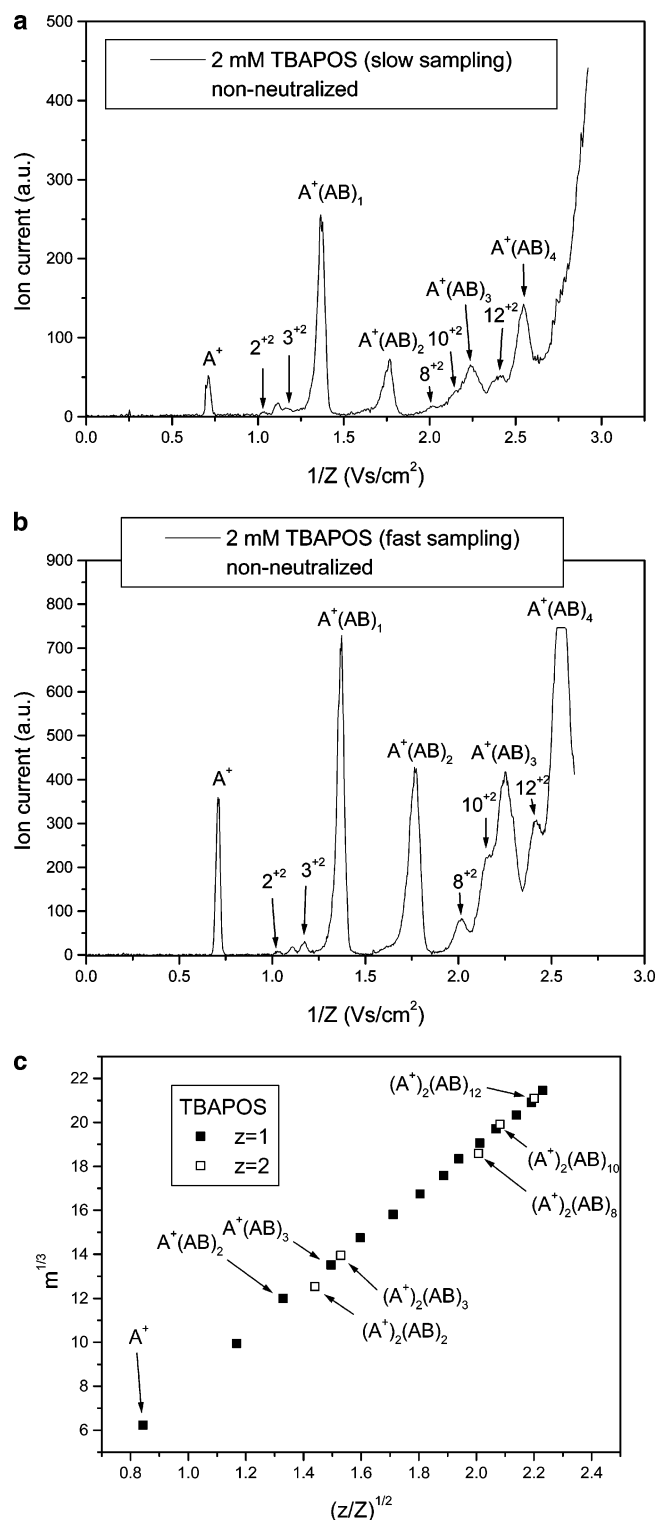 a
500
2 mM TBAPOS (slow sampling)
non-neutralized
400
300
A⁺(AB)₁
200
A⁺(AB)₄
A⁺(AB)₃
12⁺²
100
A⁺
2⁺²
3⁺²
A⁺(AB)₂
8⁺²
10⁺²
0
Ion current (a.u.)
0.0 0.5 1.0 1.5 2.0 2.5 3.0
1/Z (Vs/cm²)
b
2 mM TBAPOS (fast sampling)
non-neutralized
900
800
700
600
500
400
300
200
100
0
Ion current (a.u.)
A⁺(AB)₄
A⁺(AB)₁
A⁺(AB)₂
A⁺(AB)₃
A⁺
10⁺²
12⁺²
2⁺²
3⁺²
8⁺²
0.0 0.5 1.0 1.5 2.0 2.5 3.0
1/Z (Vs/cm²)
c
22
20
18
16
14
12
10
8
6
m¹/³
TBAPOS
z=1
z=2
(A⁺)₂(AB)₁₂
(A⁺)₂(AB)₁₀
(A⁺)₂(AB)₈
A⁺(AB)₃
A⁺(AB)₂
(A⁺)₂(AB)₃
(A⁺)₂(AB)₂
A⁺
0.8 1.0 1.2 1.4 1.6 1.8 2.0 2.2 2.4
(z/Z)¹/²